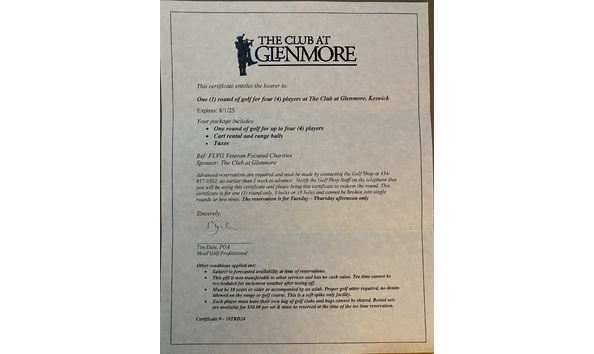 THE CLUB AT
GLENMORE
This certificate entitles the bearer to:
One (1) round of golf for four (4) players at The Club at Glenmore, Keswick
Expires: 8/1/25
Your package includes:
• One round of golf for up to four (4) players
• Cart rental and range balls
• Taxes
Ref: FLVG Veteran Focused Charities
Sponsor: The Club at Glenmore
Advanced reservations are required and must be made by contacting the Golf Shop at 434-
817-0502, no earlier than 1 week in advance. Notify the Golf Shop Staff on the telephone that
you will be using this certificate and please bring this certificate to redeem the round. This
certificate is for one (1) round only, 9 holes or 18 holes and cannot be broken into single
rounds or two nines. The reservation is for Tuesday – Thursday afternoon only
Sincerely,
Tim Dale, PGA
Head Golf Professional
Other conditions applied are:
• Subject to forecasted availability at time of reservations.
• This gift is non-transferable to other services and has no cash value. Tee time cannot be
rescheduled for inclement weather after teeing off.
• Must be 18 years or older or accompanied by an adult. Proper golf attire required, no denim
allowed on the range or golf course. This is a soft spike only facility.
• Each player must have their own bag of golf clubs and bags cannot be shared. Rental sets
are available for $50.00 per set & must be reserved at the time of the tee time reservation.
Certificate #